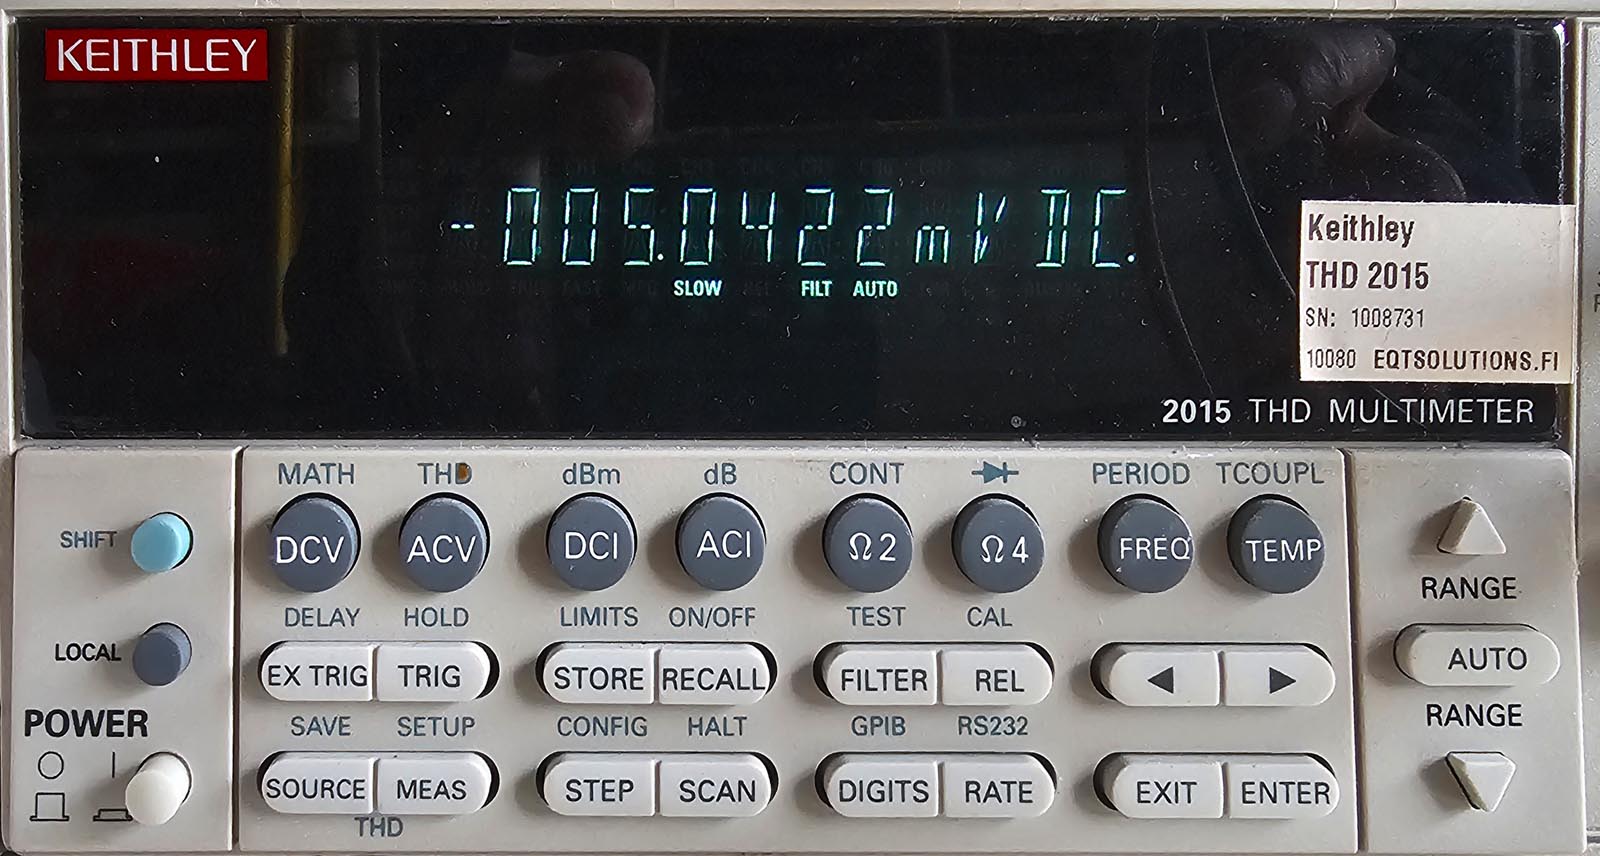 KEITHLEY
-005.0422mV DC.
SLOW FILT AUTO
Keithley
THD 2015
SN: 1008731
10080 EQTSOLUTIONS.FI
2015 THD MULTIMETER
MATH THD dBm dB CONT PERIOD TCOUPL
SHIFT DCV ACV DCI ACI Ω2 Ω4 FREQ TEMP
RANGE
DELAY HOLD LIMITS ON/OFF TEST CAL
LOCAL EX TRIG TRIG STORE RECALL FILTER REL ◀ ▶ AUTO
POWER SAVE SETUP CONFIG HALT GPIB RS232 RANGE
SOURCE MEAS STEP SCAN DIGITS RATE EXIT ENTER
THD